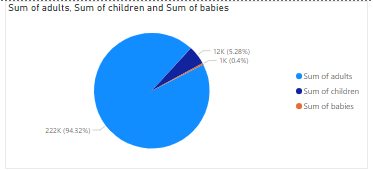 Sum of adults, Sum of children and Sum of babies
12K (5.28%)
1K (0.4%)
Sum of adults
Sum of children
Sum of babies
222K (94.32%)